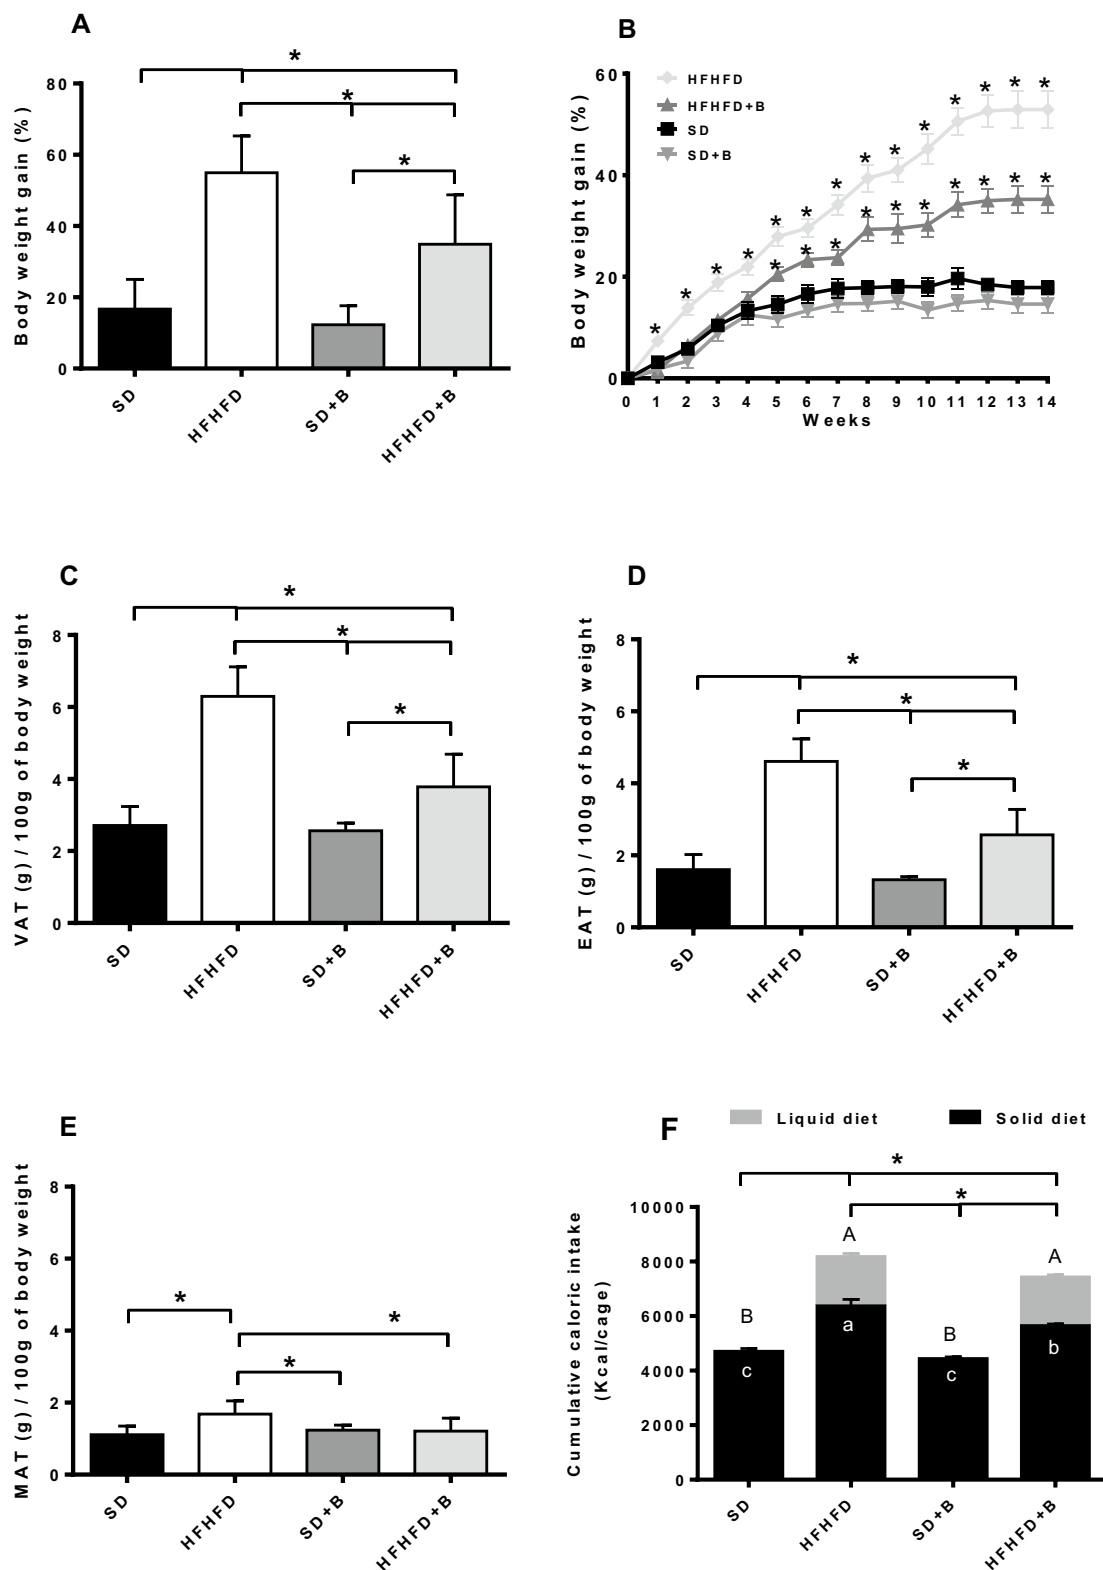 A
Body weight gain (%)
80
60
40
20
0
*
*
*
SD
HFHFD
SD+B
HFHFD+B
B
Body weight gain (%)
60
40
20
0
HFHFD
HFHFD+B
SD
SD+B
* * * * * * * * * * * * * *
* * * * * * * * * *
0 1 2 3 4 5 6 7 8 9 10 11 12 13 14
Weeks
C
VAT (g) / 100g of body weight
8
6
4
2
0
*
*
*
SD
HFHFD
SD+B
HFHFD+B
D
EAT (g) / 100g of body weight
8
6
4
2
0
*
*
*
SD
HFHFD
SD+B
HFHFD+B
E
MAT (g) / 100g of body weight
8
6
4
2
0
*
*
*
SD
HFHFD
SD+B
HFHFD+B
F
Liquid diet
Solid diet
Cumulative caloric intake
(Kcal/cage)
10000
8000
6000
4000
2000
0
*
*
B
A
B
A
c
a
c
b
SD
HFHFD
SD+B
HFHFD+B